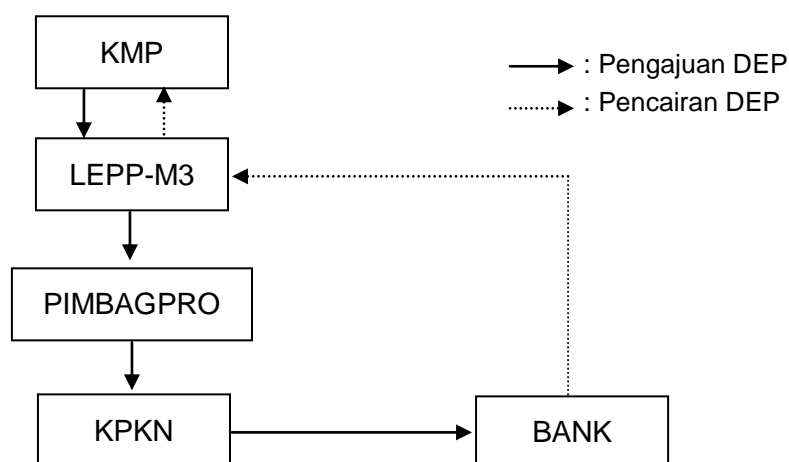 KMP
: Pengajuan DEP
: Pencairan DEP
LEPP-M3
PIMBAGPRO
KPKN
BANK